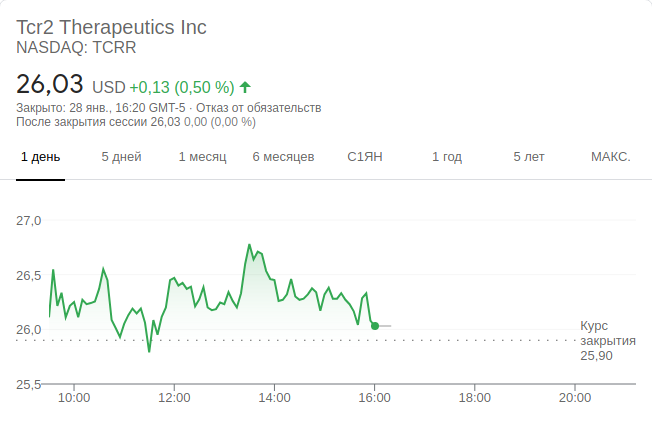 Tcr2 Therapeutics Inc
NASDAQ: TCRR
26,03 USD +0,13 (0,50 %)
Закрыто: 28 янв., 16:20 GMT-5 · Отказ от обязательств
После закрытия сессии 26,03 0,00 (0,00 %)
1 день 5 дней 1 месяц 6 месяцев С1ЯН 1 год 5 лет МАКС.
27,0
26,5
26,0
25,5
Курс
закрытия
25,90
10:00 12:00 14:00 16:00 18:00 20:00